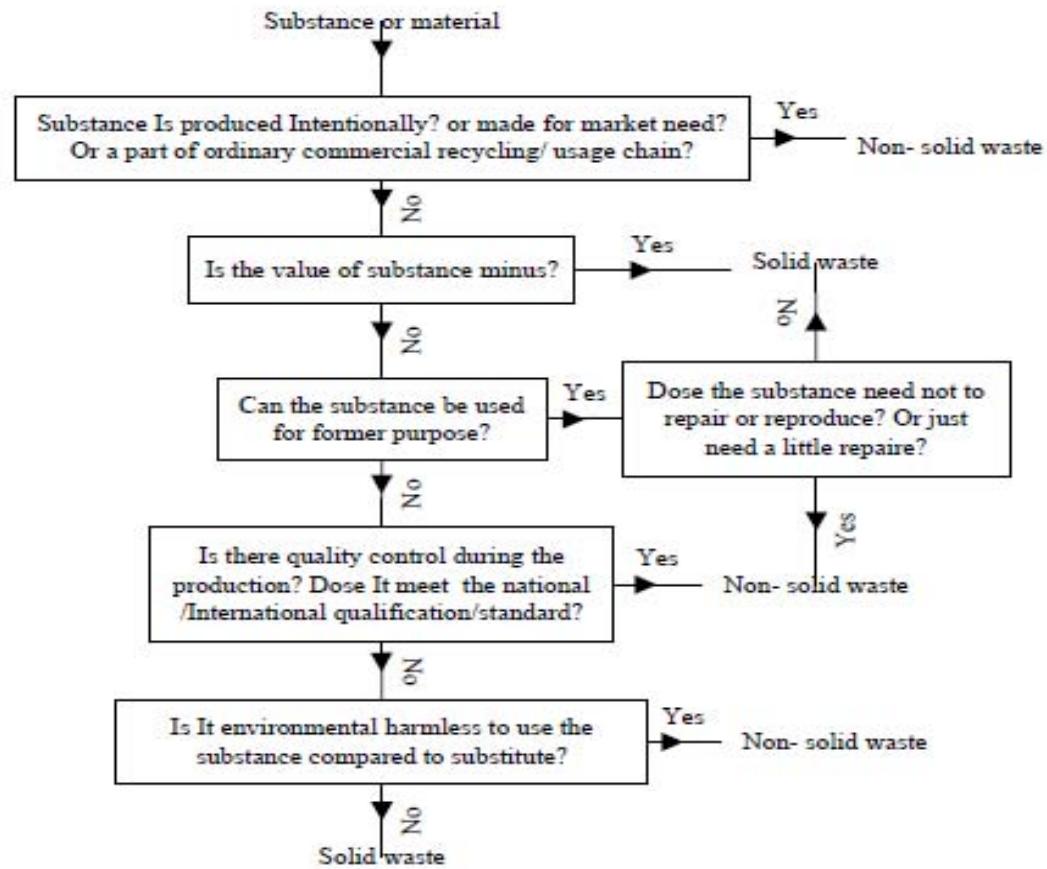 Substance or material
Substance Is produced Intentionally? or made for market need?
Or a part of ordinary commercial recycling/ usage chain?
Yes
Non- solid waste
No
Is the value of substance minus?
Yes
Solid waste
No
No
Can the substance be used
for former purpose?
Yes
Dose the substance need not to
repair or reproduce? Or just
need a little repaire?
No
Yes
Is there quality control during the
production? Dose It meet the national
/International qualification/standard?
Yes
Non- solid waste
No
Is It environmental harmless to use the
substance compared to substitute?
Yes
Non- solid waste
No
Solid waste